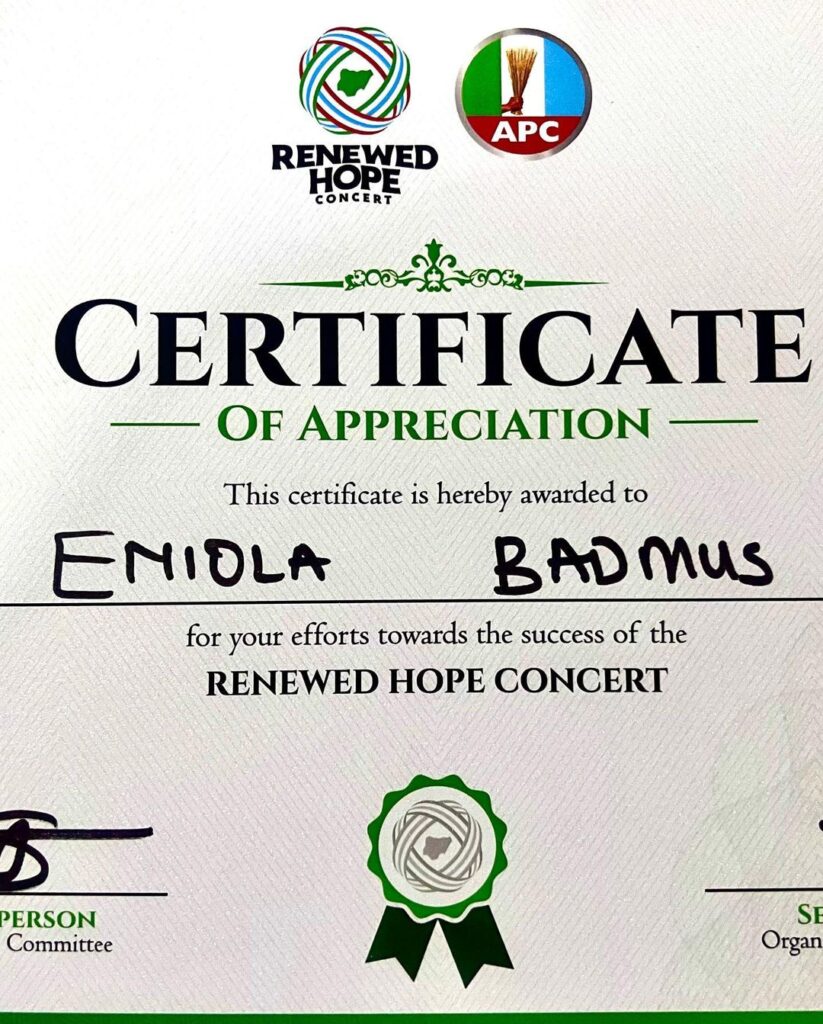 RENEWED
HOPE
CONCERT
APC
CERTIFICATE
OF APPRECIATION
This certificate is hereby awarded to
ENIOLA BADMUS
for your efforts towards the success of the
RENEWED HOPE CONCERT
PERSON
Committee
SE
Organ